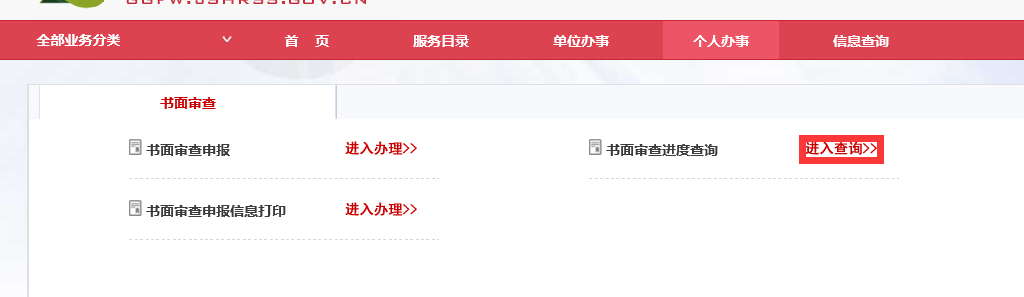 全部业务分类 首 页 服务目录 单位办事 个人办事 信息查询
书面审查
书面审查申报 进入办理>> 书面审查进度查询 进入查询>>
书面审查申报信息打印 进入办理>>